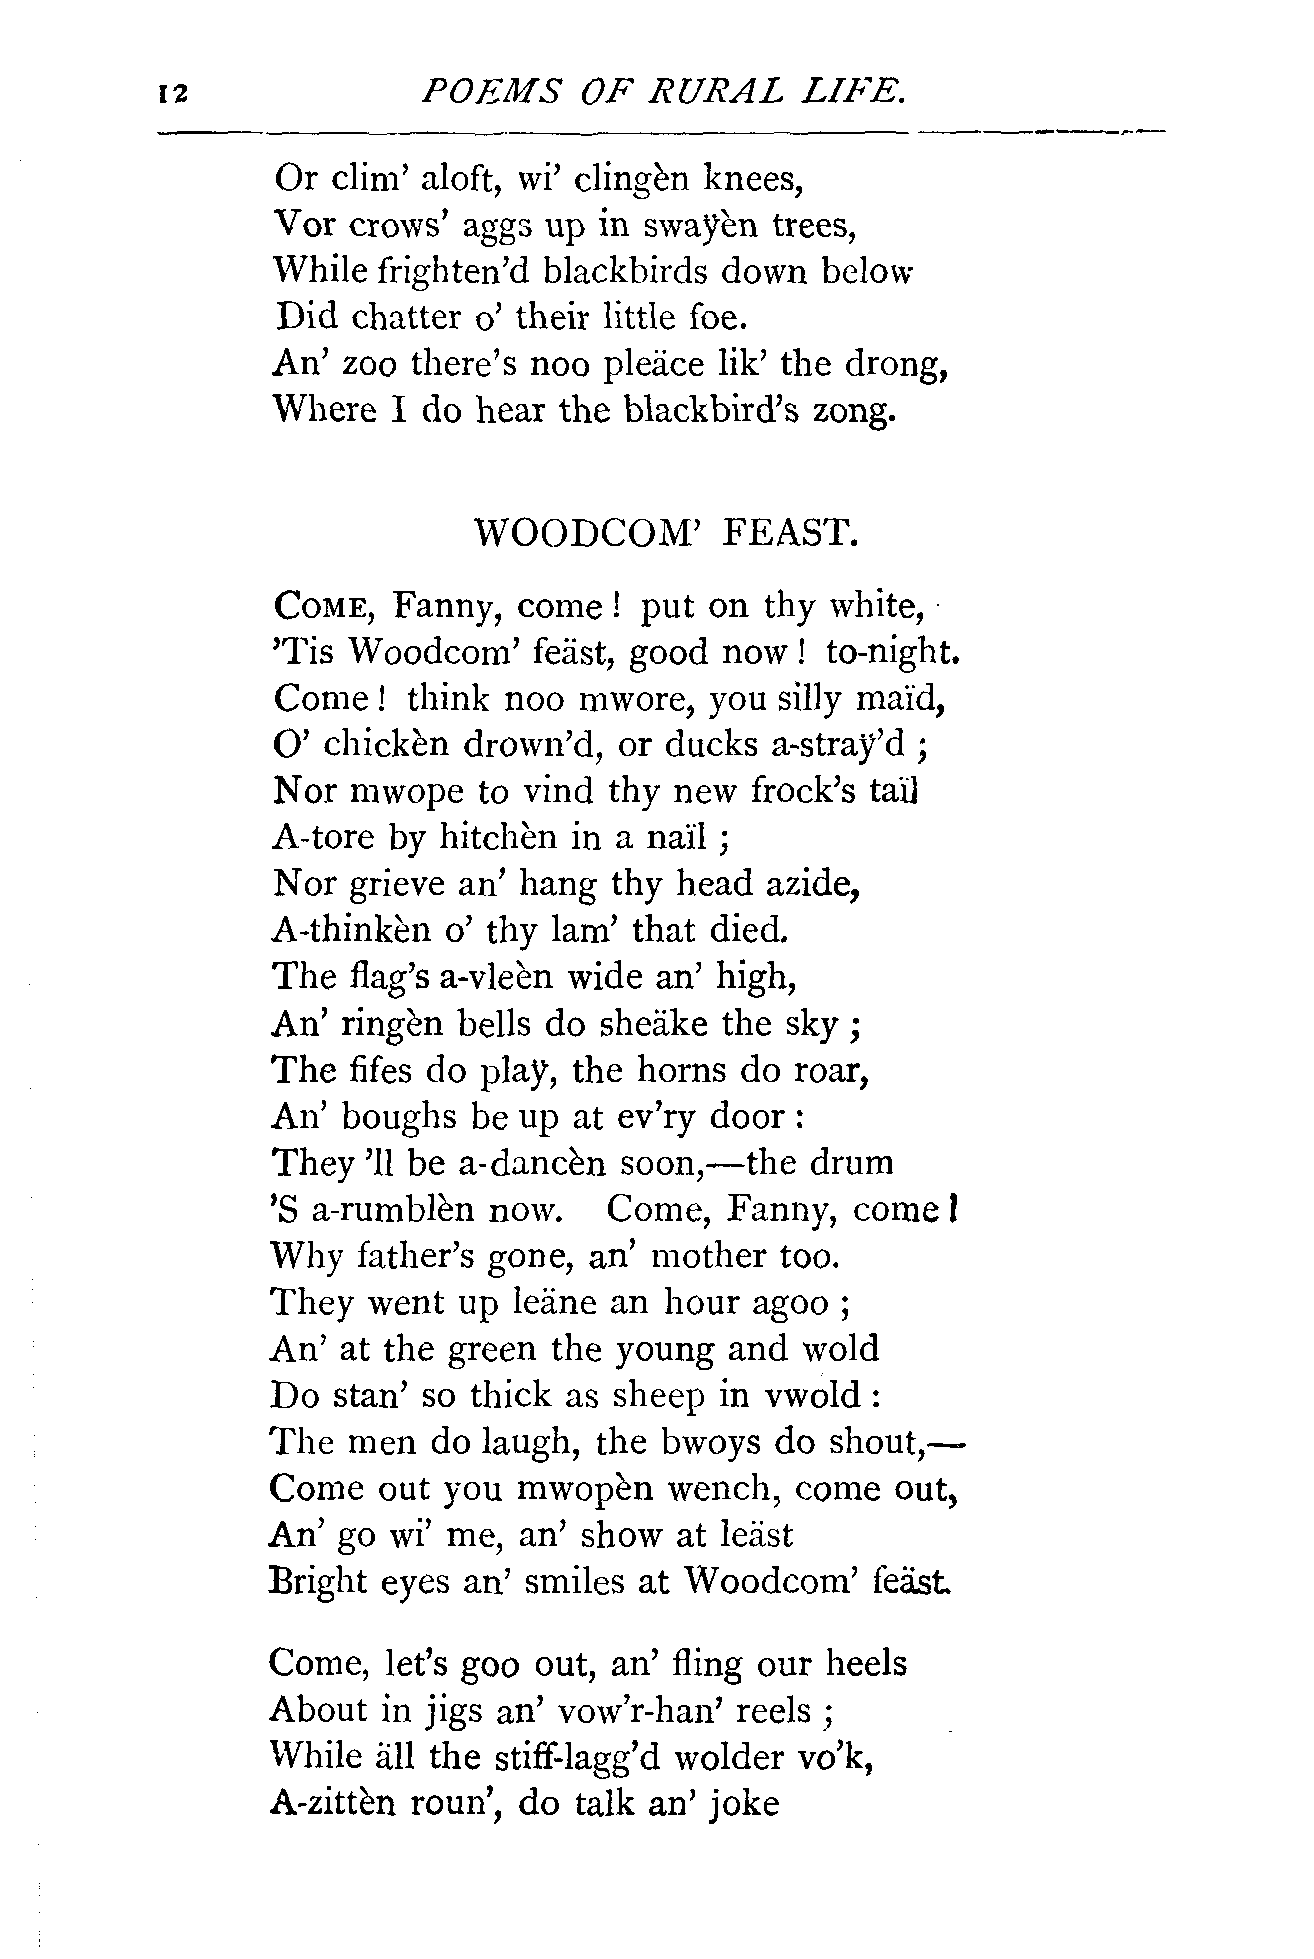 12 POEMS OF RURAL LIFE.
Or clim' aloft, wi' clingèn knees,
Vor crows' aggs up in swaÿèn trees,
While frighten'd blackbirds down below
Did chatter o' their little foe.
An' zoo there's noo pleäce lik' the drong,
Where I do hear the blackbird's zong.
WOODCOM' FEAST.
COME, Fanny, come! put on thy white,
'Tis Woodcom' feäst, good now! to-night.
Come! think noo mwore, you silly maïd,
O' chickèn drown'd, or ducks a-straÿ'd;
Nor mwope to vind thy new frock's taïl
A-tore by hitchèn in a naïl;
Nor grieve an' hang thy head azide,
A-thinkèn o' thy lam' that died.
The flag's a-vleèn wide an' high,
An' ringèn bells do sheäke the sky;
The fifes do plaÿ, the horns do roar,
An' boughs be up at ev'ry door:
They 'll be a-dancèn soon,—the drum
'S a-rumblèn now. Come, Fanny, come!
Why father's gone, an' mother too.
They went up leäne an hour agoo;
An' at the green the young and wold
Do stan' so thick as sheep in vwold:
The men do laugh, the bwoys do shout,—
Come out you mwopèn wench, come out,
An' go wi' me, an' show at leäst
Bright eyes an' smiles at Woodcom' feäst.
Come, let's goo out, an' fling our heels
About in jigs an' vow'r-han' reels;
While äll the stiff-lagg'd wolder vo'k,
A-zittèn roun', do talk an' joke